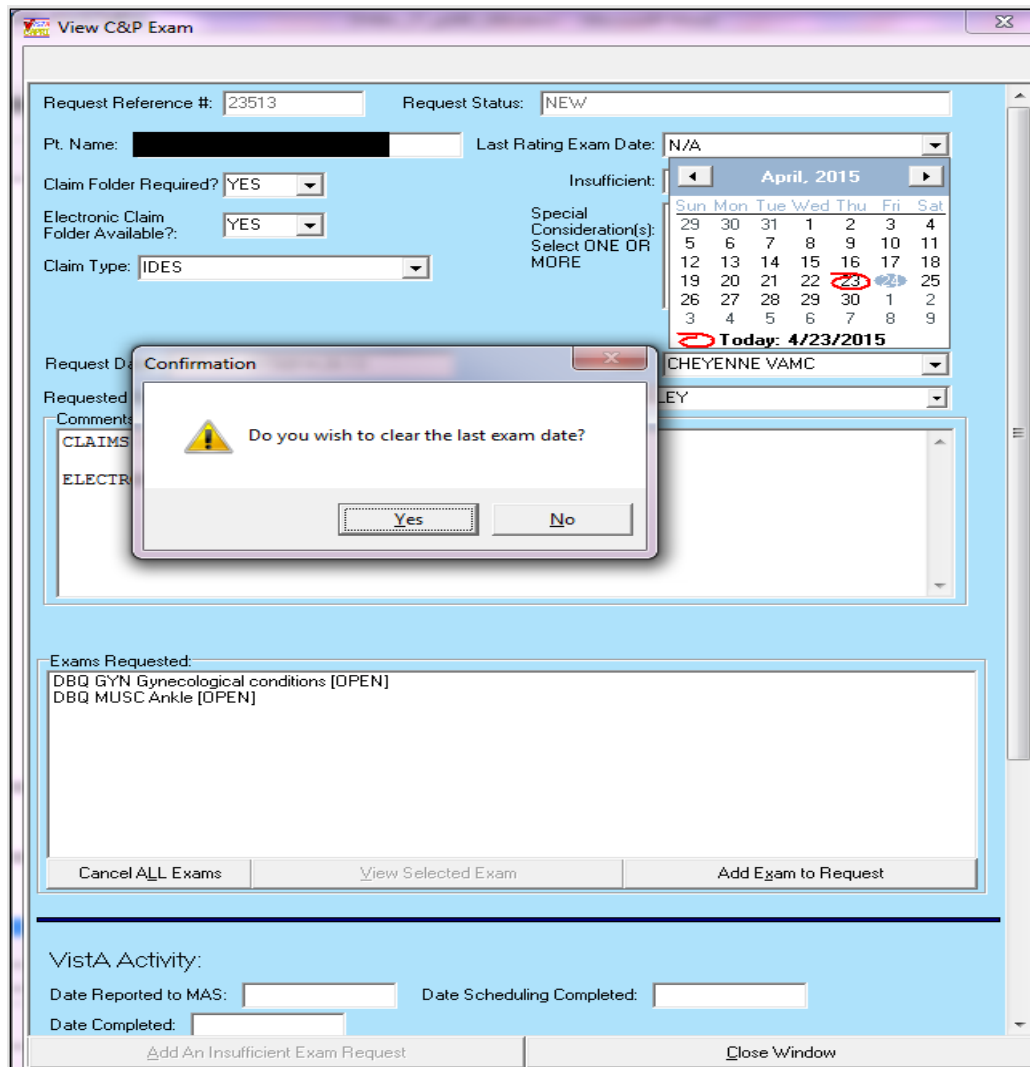 View C&P Exam
Request Reference #: 23513 Request Status: NEW
Pt. Name: Last Rating Exam Date: N/A
Claim Folder Required? YES Insufficient:
Electronic Claim Folder Available?: YES
Special Consideration(s): Select ONE OR MORE
Claim Type: IDES
April, 2015
Sun Mon Tue Wed Thu Fri Sat
29 30 31 1 2 3 4
5 6 7 8 9 10 11
12 13 14 15 16 17 18
19 20 21 22 23 24 25
26 27 28 29 30 1 2
3 4 5 6 7 8 9
Today: 4/23/2015
Request Da CHEYENNE VAMC
Requested LEY
Confirmation
Do you wish to clear the last exam date?
Yes No
Comments
CLAIMS
ELECTR
Exams Requested:
DBQ GYN Gynecological conditions [OPEN]
DBQ MUSC Ankle [OPEN]
Cancel ALL Exams View Selected Exam Add Exam to Request
VistA Activity:
Date Reported to MAS: Date Scheduling Completed:
Date Completed:
Add An Insufficient Exam Request Close Window